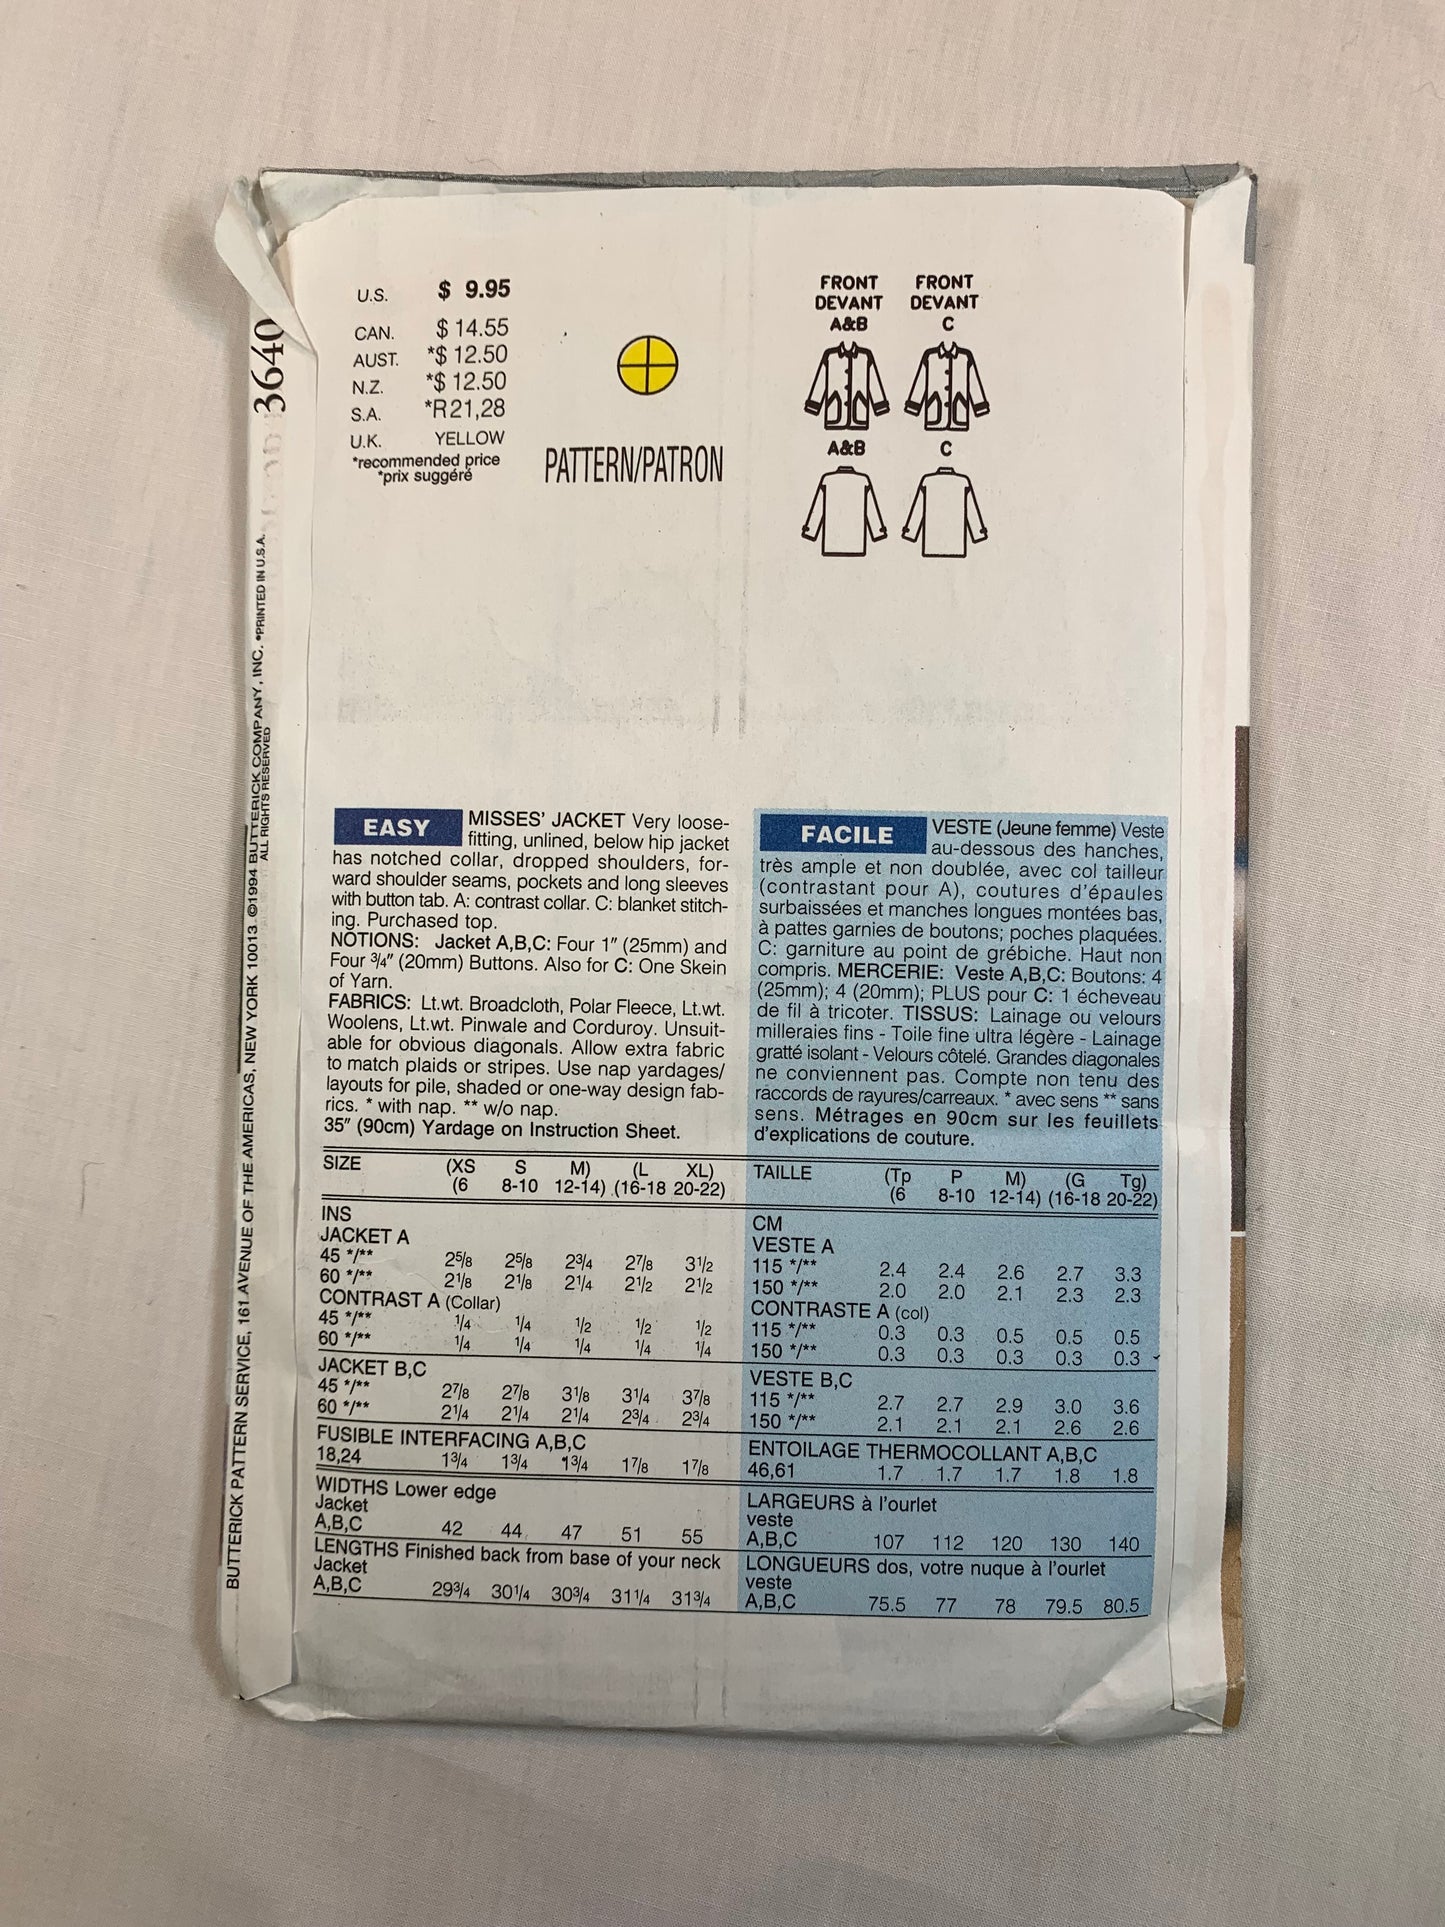 U.S. $ 9.95
CAN. $ 14.55
AUST. *$ 12.50
N.Z. *$ 12.50
S.A. *R21,28
U.K. YELLOW
*recommended price
*prix suggéré
PATTERN/PATRON
FRONT FRONT
DEVANT DEVANT
A&B C
A&B C
3640
BUTTERICK PATTERN SERVICE, 161 AVENUE OF THE AMERICAS, NEW YORK 10013 ©1994 BUTTERICK COMPANY, INC. •PRINTED IN U.S.A.
ALL RIGHTS RESERVED
EASY MISSES' JACKET Very loose-
fitting, unlined, below hip jacket
has notched collar, dropped shoulders, for-
ward shoulder seams, pockets and long sleeves
with button tab. A: contrast collar. C: blanket stitch-
ing. Purchased top.
NOTIONS: Jacket A,B,C: Four 1" (25mm) and
Four 3/4" (20mm) Buttons. Also for C: One Skein
of Yarn.
FABRICS: Lt.wt. Broadcloth, Polar Fleece, Lt.wt.
Woolens, Lt.wt. Pinwale and Corduroy. Unsuit-
able for obvious diagonals. Allow extra fabric
to match plaids or stripes. Use nap yardages/
layouts for pile, shaded or one-way design fab-
rics. * with nap. ** w/o nap.
35" (90cm) Yardage on Instruction Sheet.
SIZE (XS S M) (L XL)
(6 8-10 12-14) (16-18 20-22)
INS
JACKET A
45 */** 2 5/8 2 5/8 2 3/4 2 7/8 3 1/2
60 */** 2 1/8 2 1/8 2 1/4 2 1/2 2 1/2
CONTRAST A (Collar)
45 */** 1/4 1/4 1/2 1/2 1/2
60 */** 1/4 1/4 1/4 1/4 1/4
JACKET B,C
45 */** 2 7/8 2 7/8 3 1/8 3 1/4 3 7/8
60 */** 2 1/4 2 1/4 2 1/4 2 3/4 2 3/4
FUSIBLE INTERFACING A,B,C
18,24 1 3/4 1 3/4 1 3/4 1 7/8 1 7/8
WIDTHS Lower edge
Jacket
A,B,C 42 44 47 51 55
LENGTHS Finished back from base of your neck
Jacket
A,B,C 29 3/4 30 1/4 30 3/4 31 1/4 31 3/4
FACILE VESTE (Jeune femme) Veste
au-dessous des hanches,
très ample et non doublée, avec col tailleur
(contrastant pour A), coutures d'épaules
surbaissées et manches longues montées bas,
à pattes garnies de boutons; poches plaquées.
C: garniture au point de grébiche. Haut non
compris. MERCERIE: Veste A,B,C: Boutons: 4
(25mm); 4 (20mm); PLUS pour C: 1 écheveau
de fil à tricoter. TISSUS: Lainage ou velours
milleraies fins - Toile fine ultra légère - Lainage
gratté isolant - Velours côtelé. Grandes diagonales
ne conviennent pas. Compte non tenu des
raccords de rayures/carreaux. * avec sens ** sans
sens. Métrages en 90cm sur les feuillets
d'explications de couture.
TAILLE (Tp P M) (G Tg)
(6 8-10 12-14) (16-18 20-22)
CM
VESTE A
115 */** 2.4 2.4 2.6 2.7 3.3
150 */** 2.0 2.0 2.1 2.3 2.3
CONTRASTE A (col)
115 */** 0.3 0.3 0.5 0.5 0.5
150 */** 0.3 0.3 0.3 0.3 0.3
VESTE B,C
115 */** 2.7 2.7 2.9 3.0 3.6
150 */** 2.1 2.1 2.1 2.6 2.6
ENTOILAGE THERMOCOLLANT A,B,C
46,61 1.7 1.7 1.7 1.8 1.8
LARGEURS à l'ourlet
veste
A,B,C 107 112 120 130 140
LONGUEURS dos, votre nuque à l'ourlet
veste
A,B,C 75.5 77 78 79.5 80.5